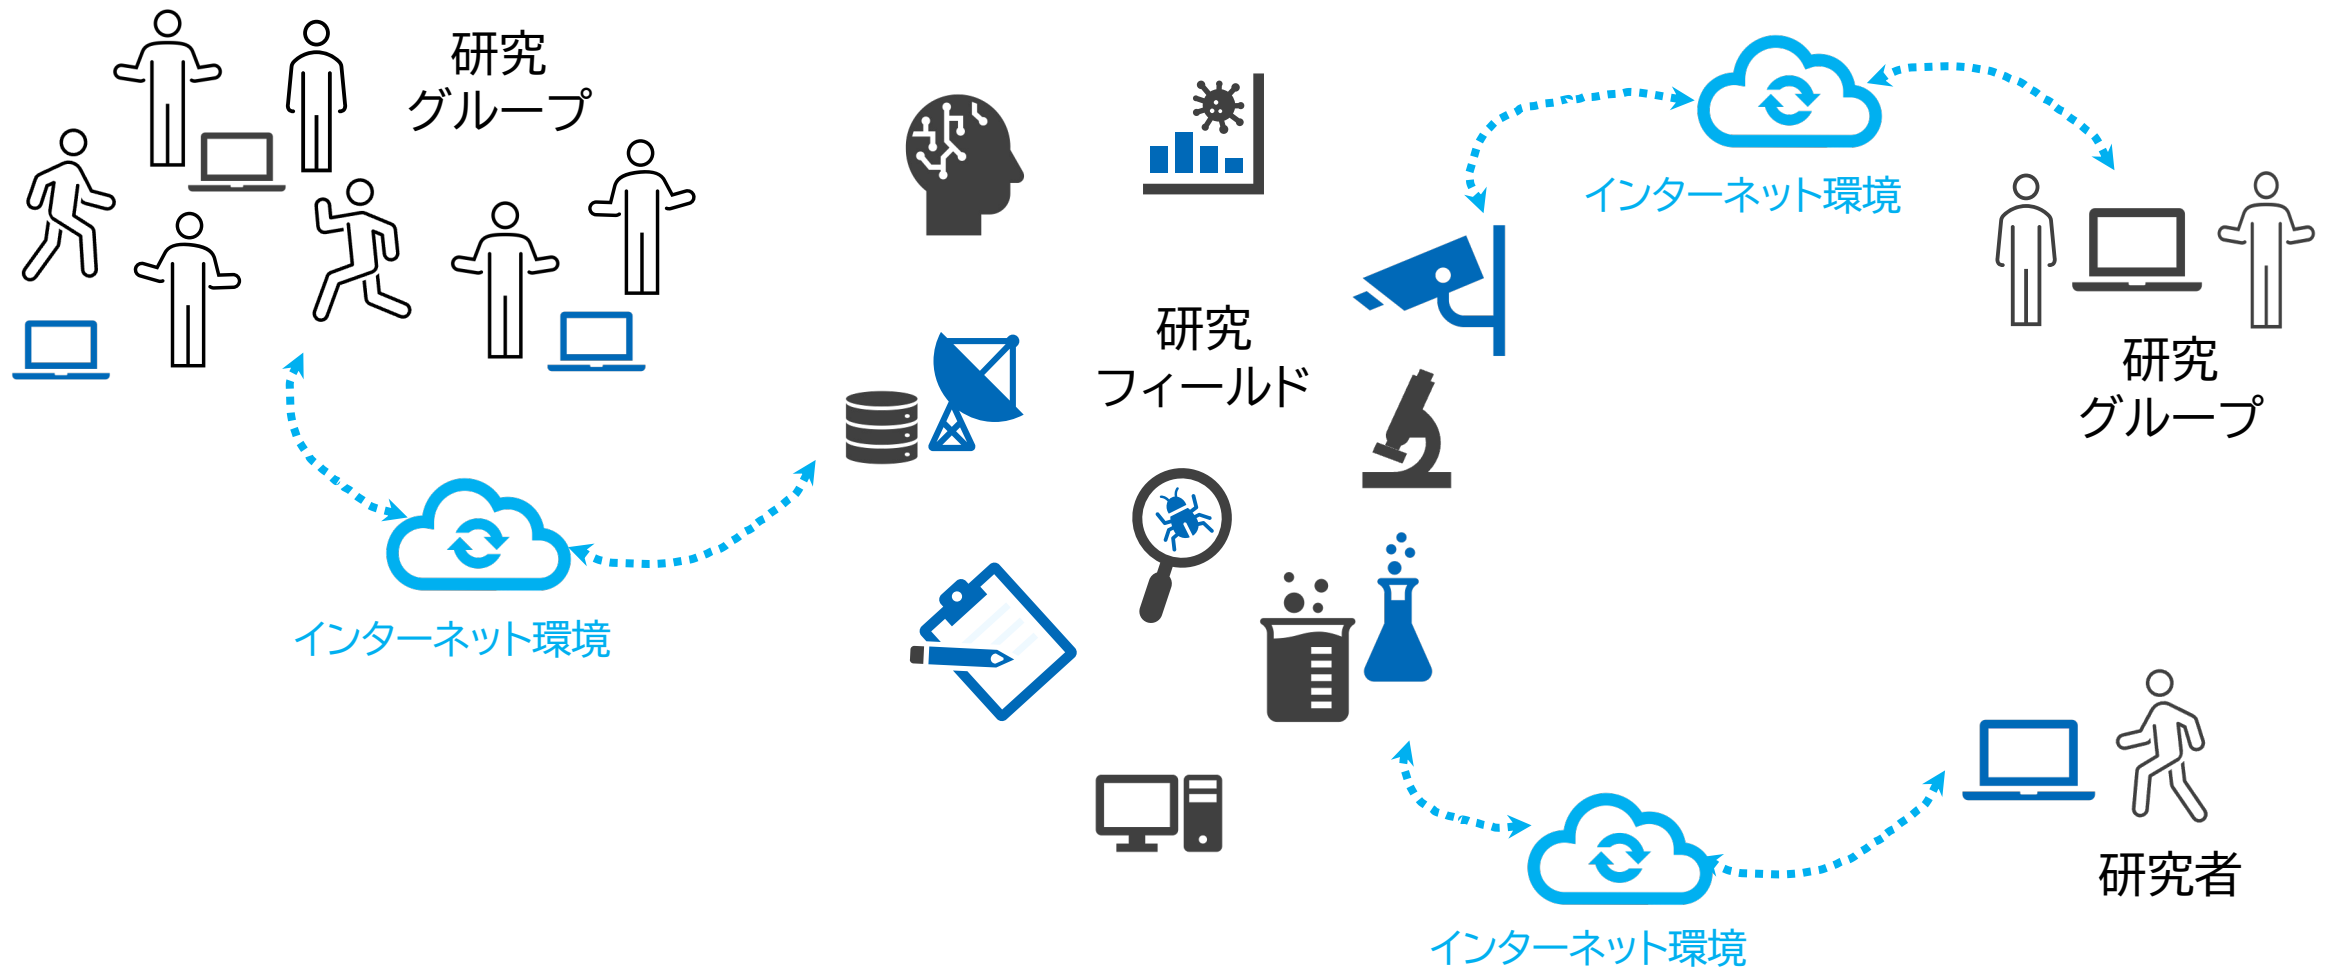 研究
グループ
インターネット環境
研究
フィールド
インターネット環境
研究
グループ
インターネット環境
研究者